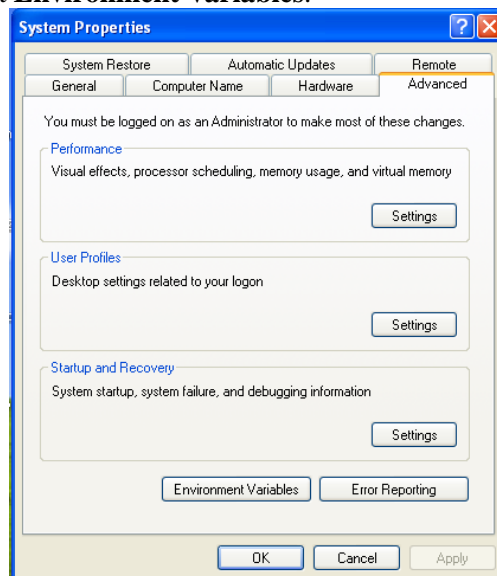 Environment Variables.
System Properties
System Restore Automatic Updates Remote
General Computer Name Hardware Advanced
You must be logged on as an Administrator to make most of these changes.
Performance
Visual effects, processor scheduling, memory usage, and virtual memory
Settings
User Profiles
Desktop settings related to your logon
Settings
Startup and Recovery
System startup, system failure, and debugging information
Settings
Environment Variables Error Reporting
OK Cancel Apply